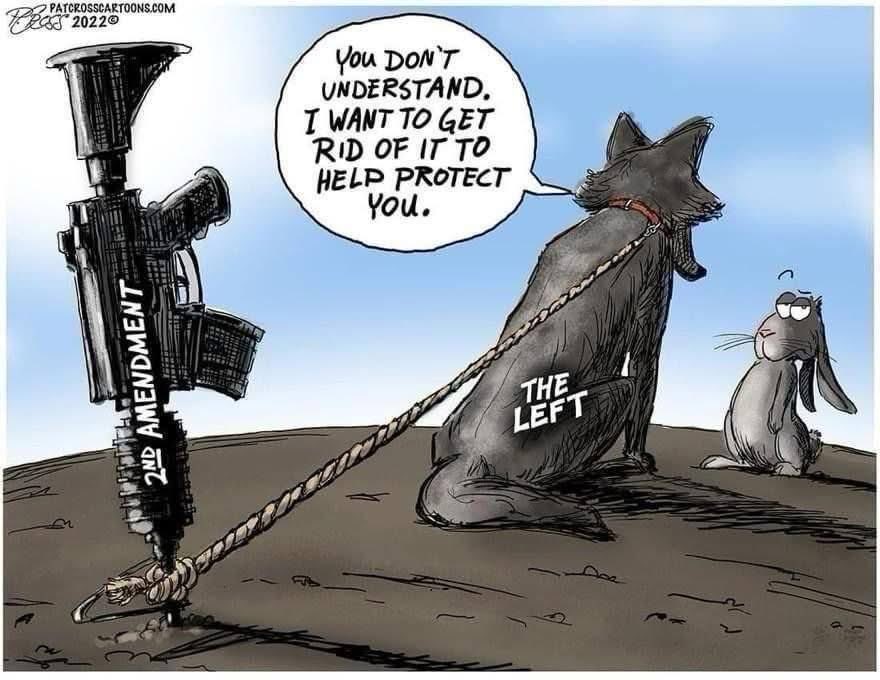 PATCROSSCARTOONS.COM
P. CROSS 2022©
YOU DON'T
UNDERSTAND.
I WANT TO GET
RID OF IT TO
HELP PROTECT
YOU.
2ND AMENDMENT
THE
LEFT